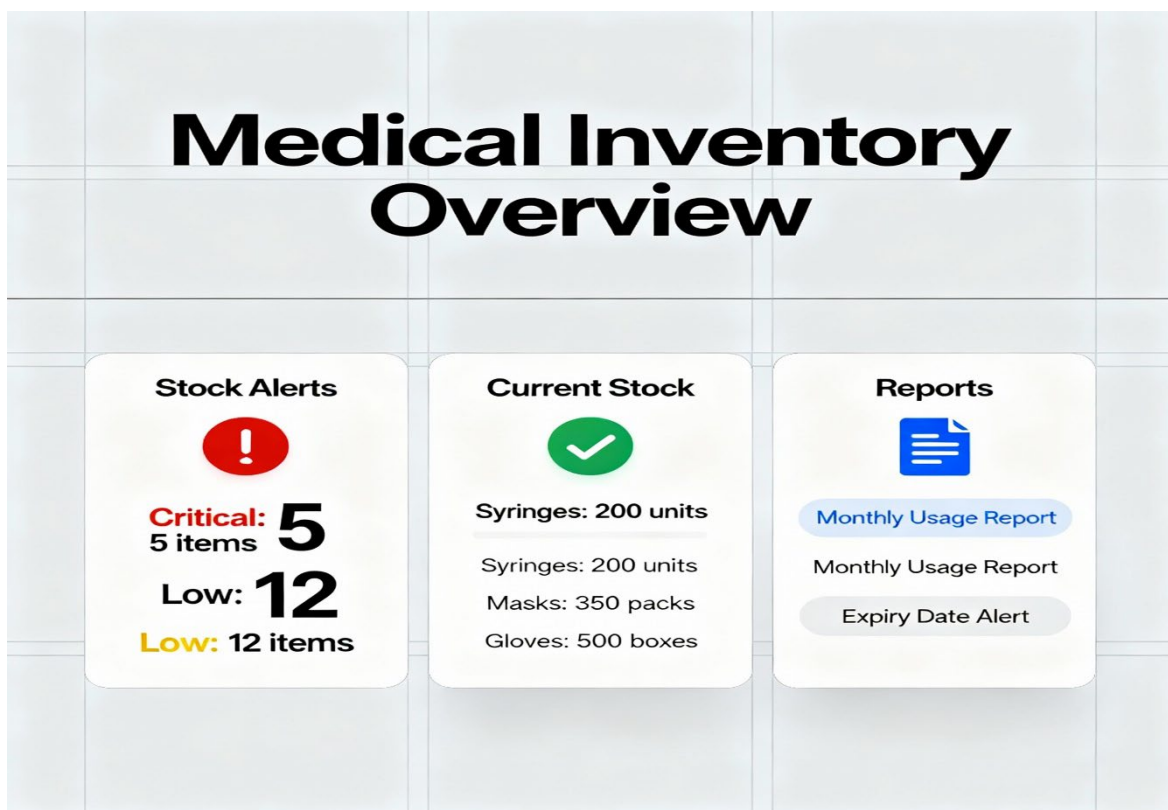 Medical Inventory
Overview
Stock Alerts
Critical: 5
5 items
Low: 12
Low: 12 items
Current Stock
Syringes: 200 units
Syringes: 200 units
Masks: 350 packs
Gloves: 500 boxes
Reports
Monthly Usage Report
Monthly Usage Report
Expiry Date Alert